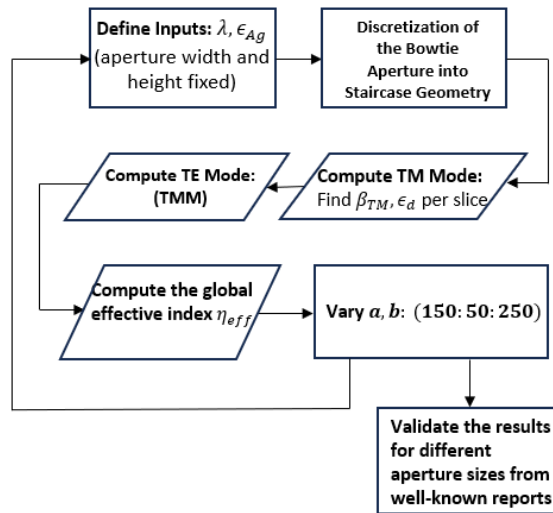 Define Inputs: λ, ϵ_Ag
(aperture width and
height fixed)
Discretization of
the Bowtie
Aperture into
Staircase Geometry
Compute TM Mode:
Find β_TM, ϵ_d per slice
Compute TE Mode:
(TMM)
Compute the global
effective index η_eff
Vary a, b: (150: 50: 250)
Validate the results
for different
aperture sizes from
well-known reports